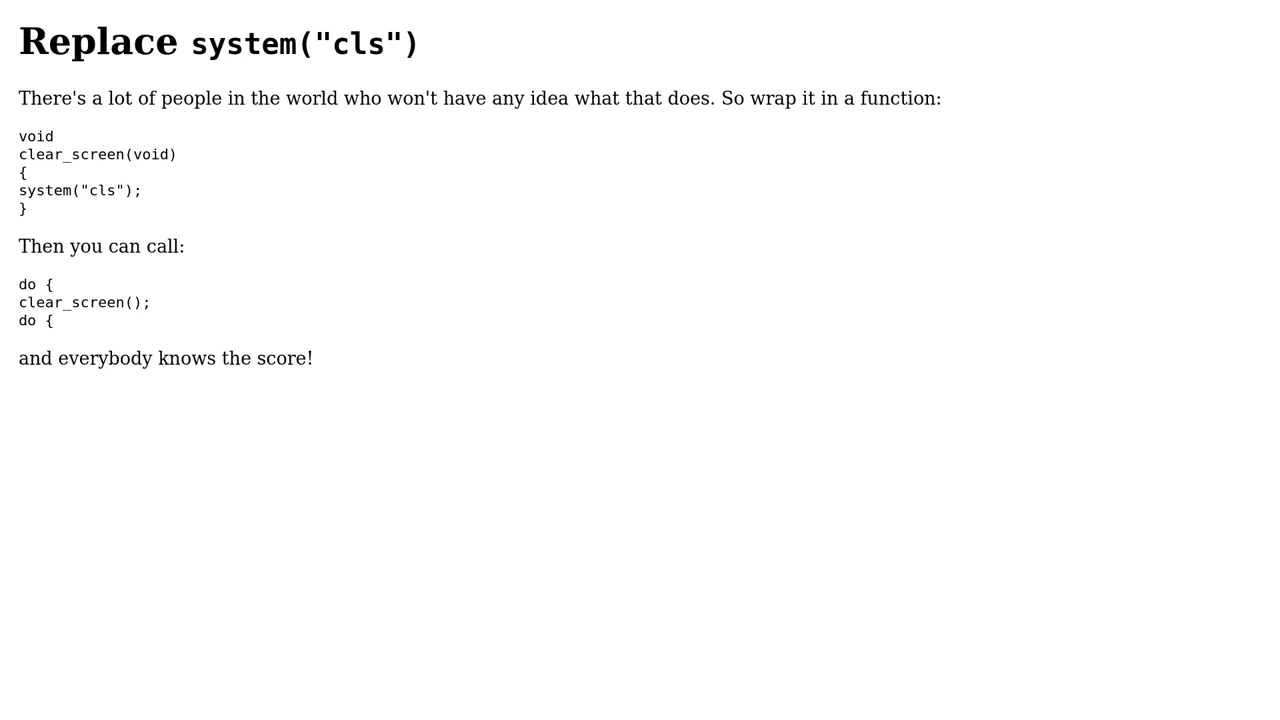 Replace system("cls")
There's a lot of people in the world who won't have any idea what that does. So wrap it in a function:
void
clear_screen(void)
{
system("cls");
}
Then you can call:
do {
clear_screen();
do {
and everybody knows the score!